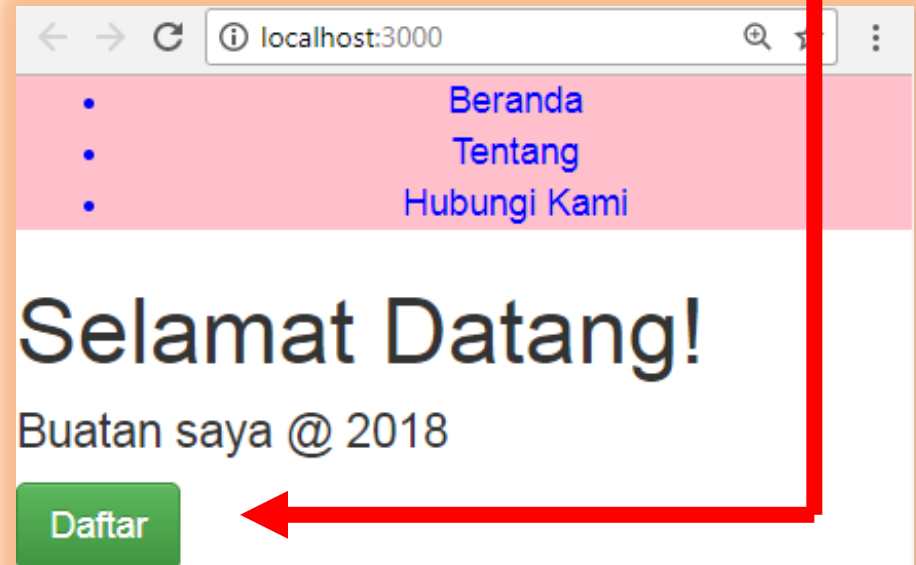 localhost:3000
Beranda
Tentang
Hubungi Kami
Selamat Datang!
Buatan saya @ 2018
Daftar